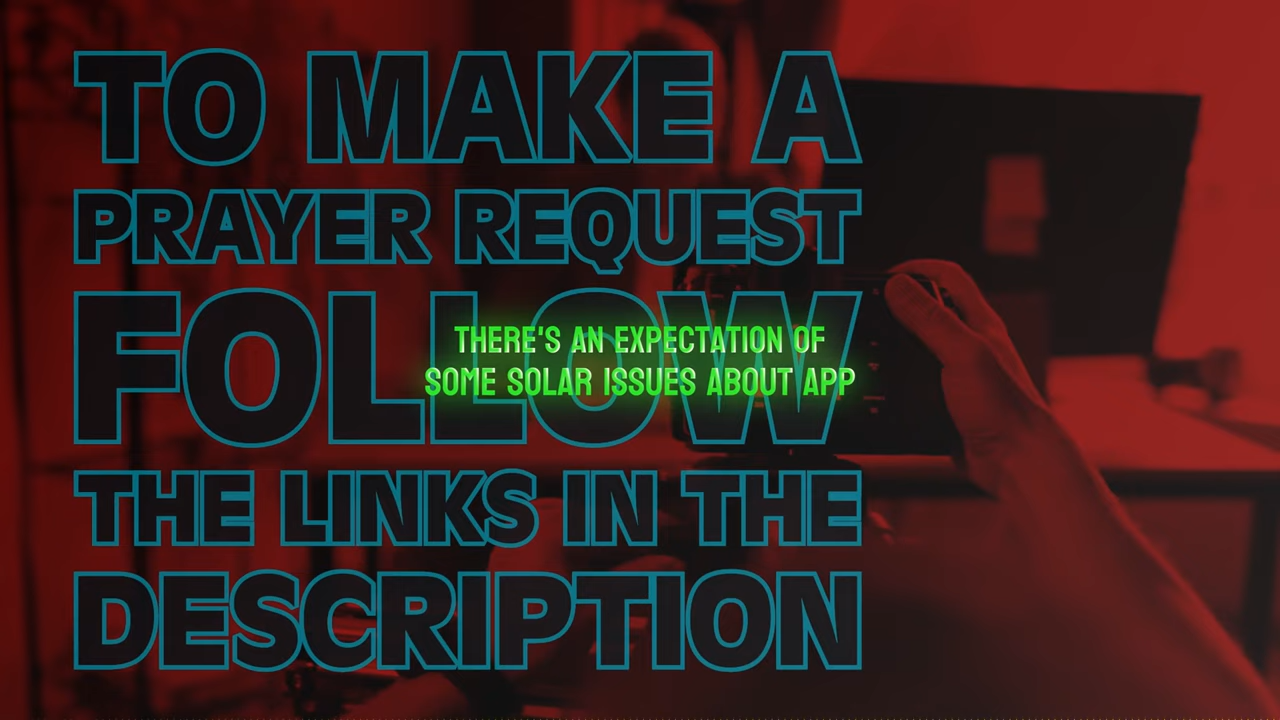 TO MAKE A
PRAYER REQUEST
FOLLOW
THE LINKS IN THE
DESCRIPTION
THERE'S AN EXPECTATION OF
SOME SOLAR ISSUES ABOUT APP